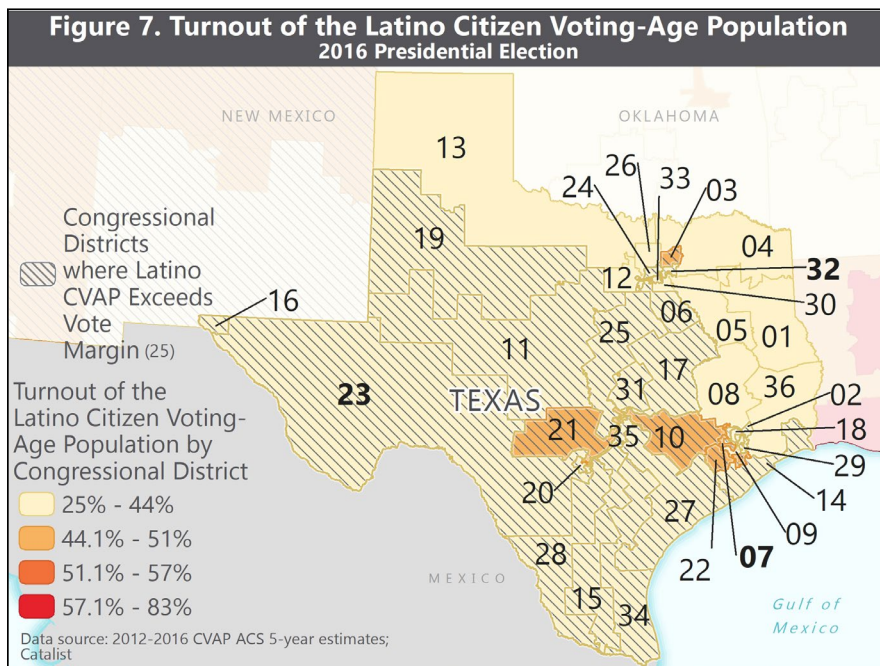 Figure 7. Turnout of the Latino Citizen Voting-Age Population
2016 Presidential Election
NEW MEXICO
OKLAHOMA
13
26
33
03
24
19
04
32
12
30
16
06
25
05
01
11
17
23
31
TEXAS
08
36
02
21
35
10
18
29
20
14
27
09
28
22
07
MEXICO
15
34
Gulf of
Mexico
Congressional
Districts
where Latino
CVAP Exceeds
Vote
Margin (25)
Turnout of the
Latino Citizen Voting-
Age Population by
Congressional District
25% - 44%
44.1% - 51%
51.1% - 57%
57.1% - 83%
Data source: 2012-2016 CVAP ACS 5-year estimates;
Catalist